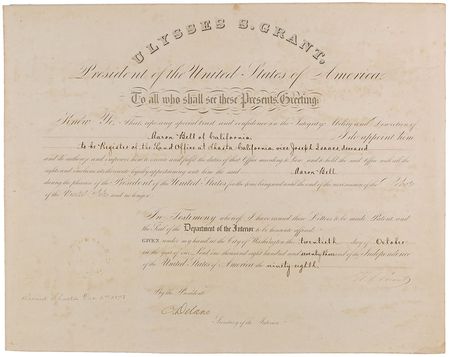 ULYSSES S. GRANT,
President of the United States of America,
To all who shall see these Presents, Greeting:
Know Ye, That reposing special trust and confidence in the Integrity, Ability and Discretion of
Aaron Bell of California I do appoint him
to be Register of the Land Office at Shasta California vice Joseph Isaacs, deceased
and do authorize and empower him to execute and fulfil the duties of that Office according to law and to hold the said Office with all the
rights and emoluments thereunto legally appertaining unto him the said Aaron Bell
during the pleasure of the President of the United States for the
of the and no longer.
In Testimony whereof I have caused these Letters to be made Patent, and
the Seal of the Department of the Interior to be hereunto affixed.
GIVEN under my hand at the City of Washington the twentieth day of October
in the year of our Lord one thousand eight hundred and and of the Independence
of the United States of America the ninety eighth.
By the President:
C Delano
Secretary of the Interior.